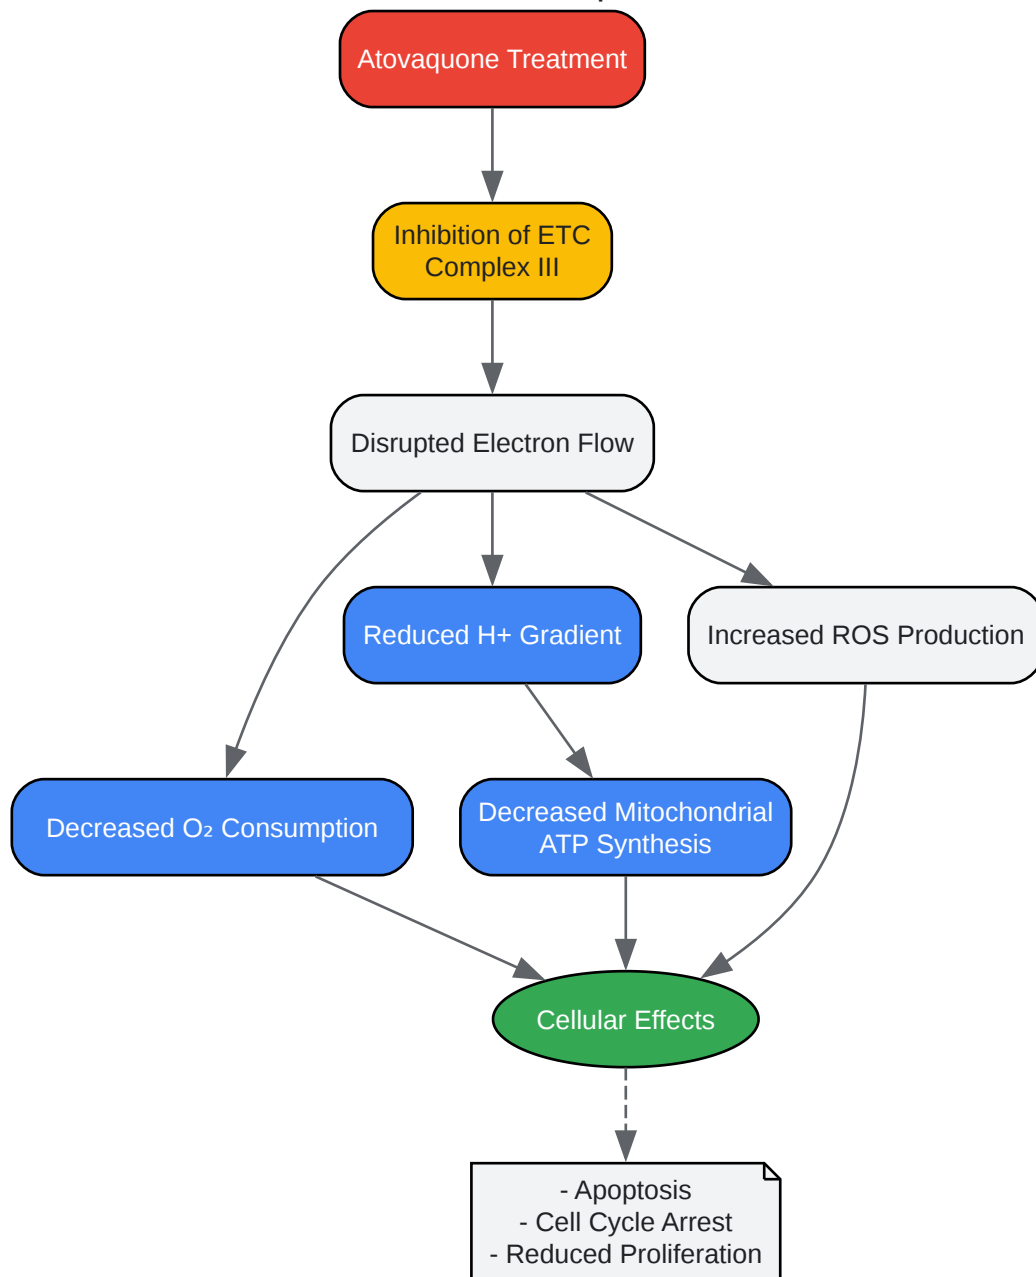 Atovaquone Treatment
Inhibition of ETC
Complex III
Disrupted Electron Flow
Reduced H+ Gradient
Increased ROS Production
Decreased O₂ Consumption
Decreased Mitochondrial
ATP Synthesis
Cellular Effects
- Apoptosis
- Cell Cycle Arrest
- Reduced Proliferation